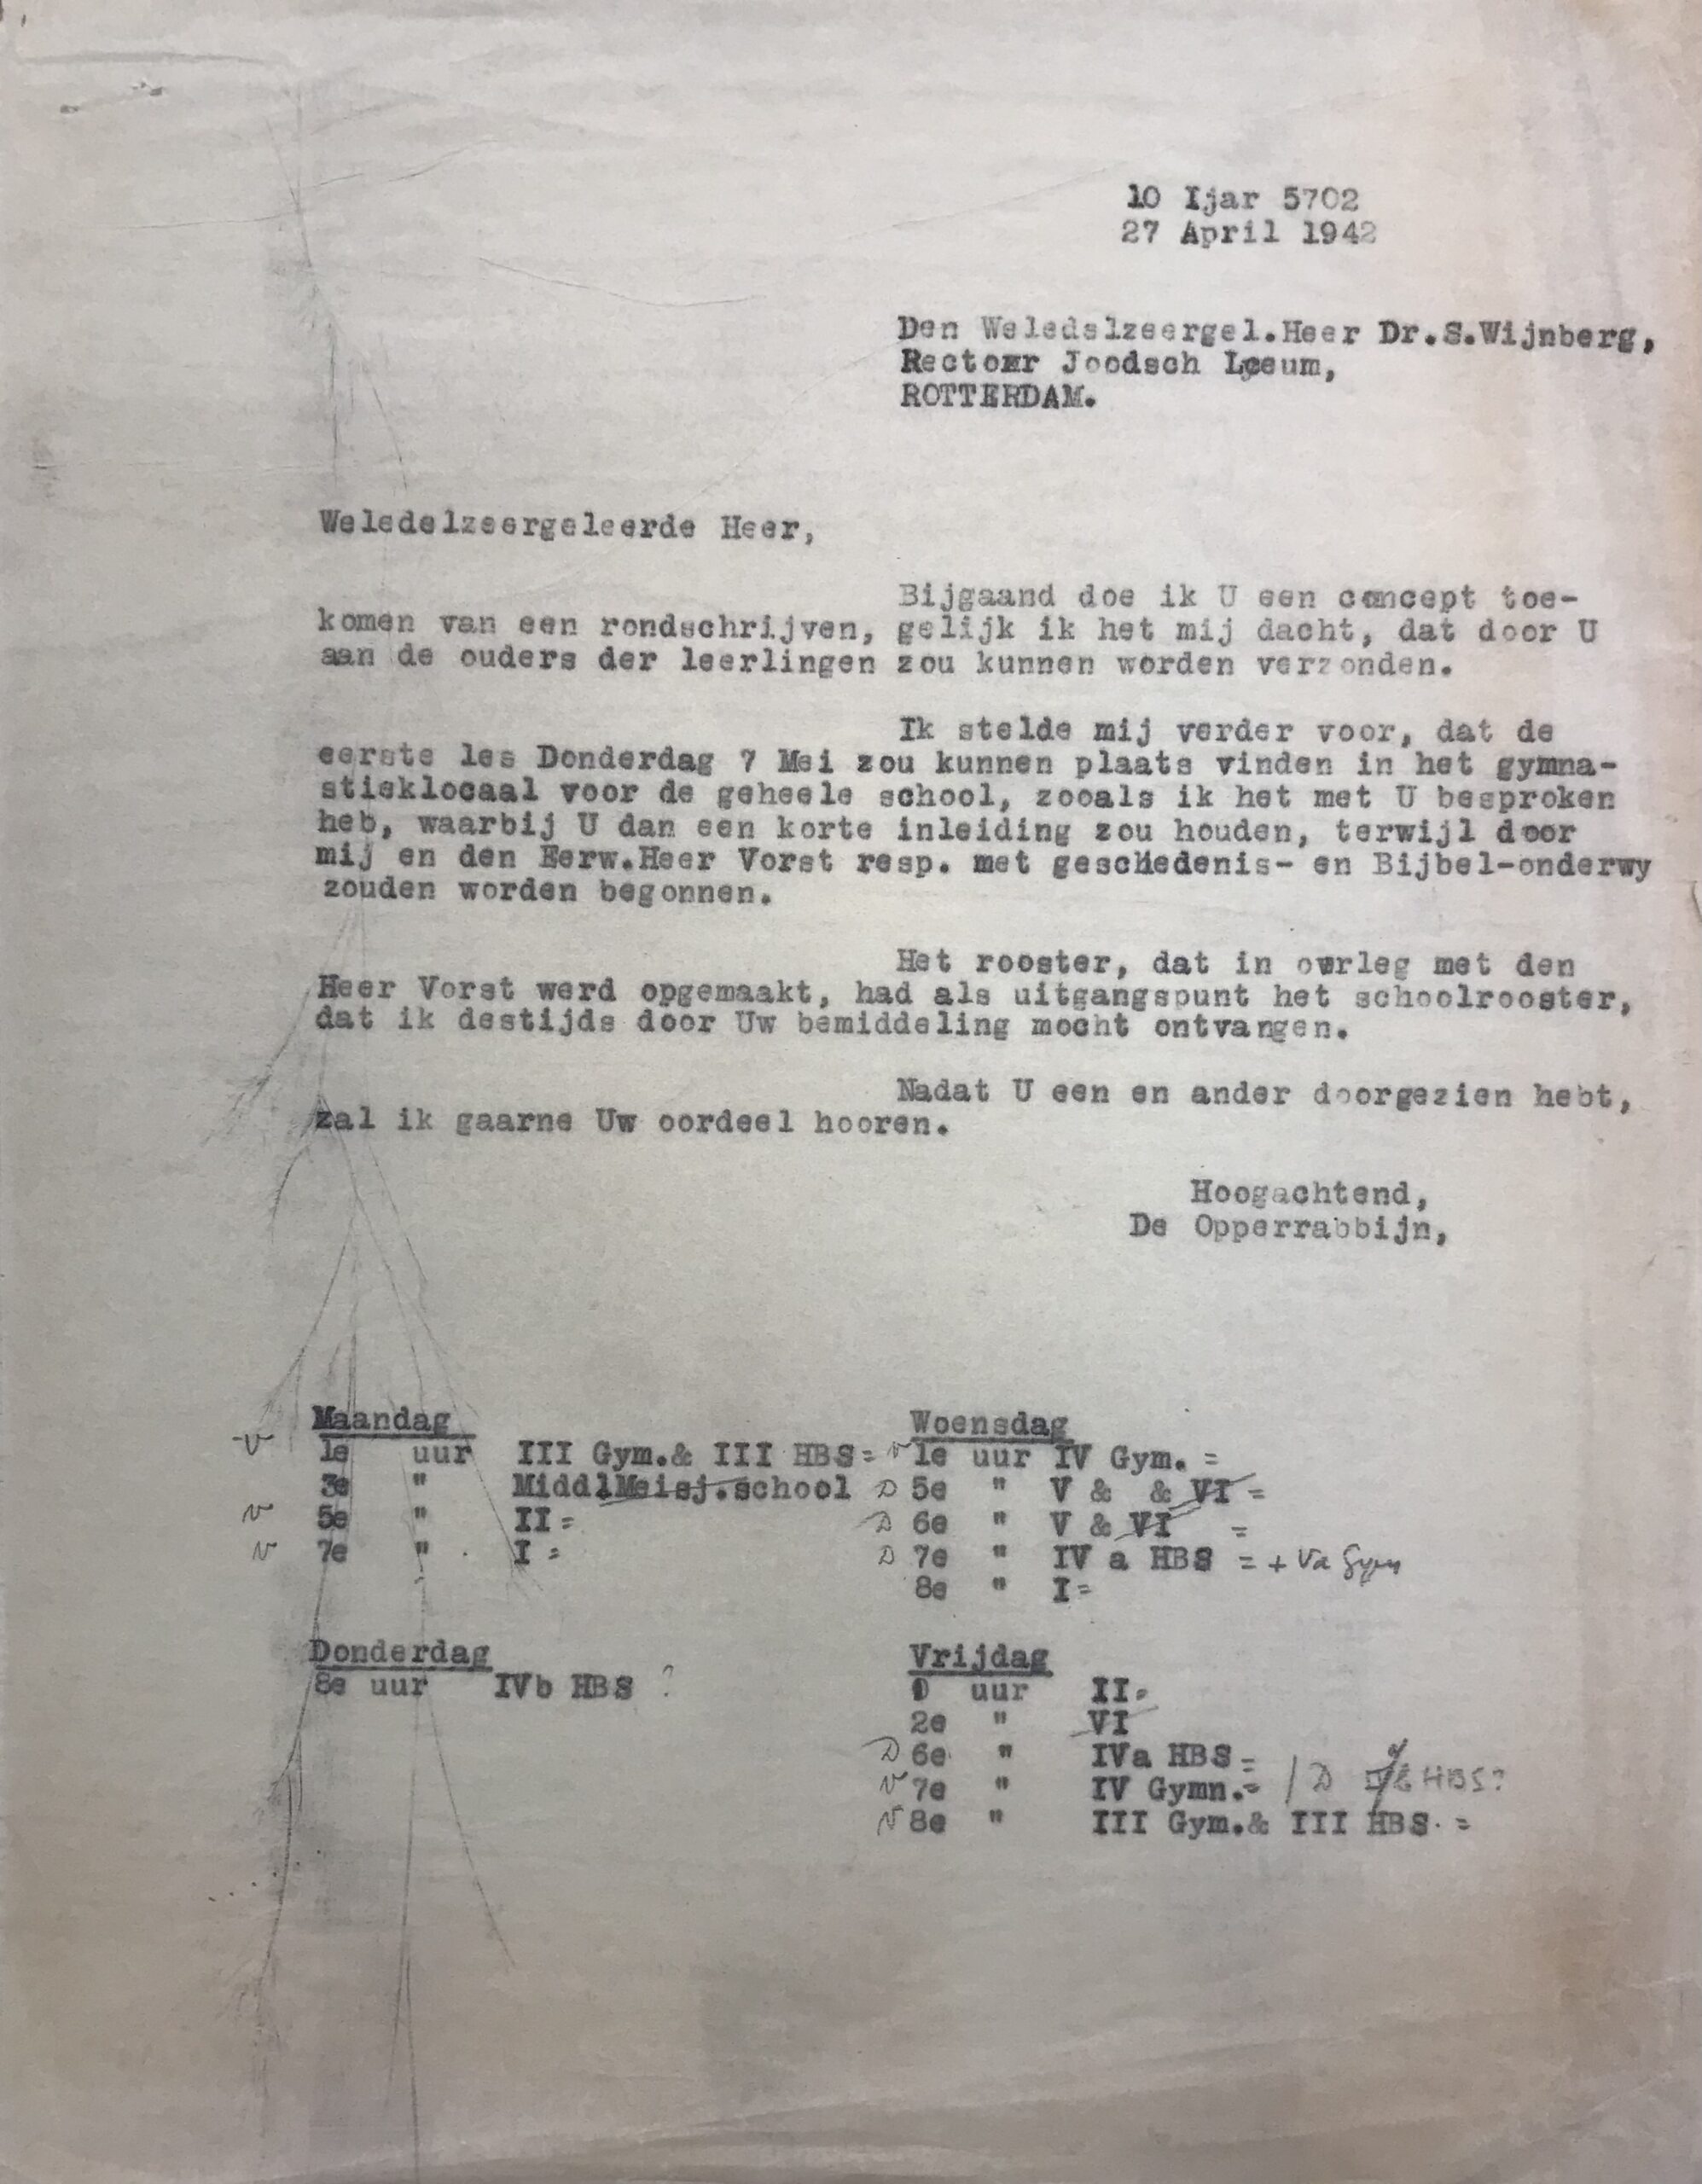 10 Ijar 5702
27 April 1942
Den Weledelzeergel.Heer Dr.S.Wijnberg,
Rectoxr Joodsch Lyceum,
ROTTERDAM.
Weledelzeergeleerde Heer,
Bijgaand doe ik U een concept toe-
komen van een rondschrijven, gelijk ik het mij dacht, dat door U
aan de ouders der leerlingen zou kunnen worden verzonden.
Ik stelde mij verder voor, dat de
eerste les Donderdag 7 Mei zou kunnen plaats vinden in het gymna-
stieklocaal voor de geheele school, zooals ik het met U besproken
heb, waarbij U dan een korte inleiding zou houden, terwijl door
mij en den Eerw.Heer Vorst resp. met geschiedenis- en Bijbel-onderwy
zouden worden begonnen.
Het rooster, dat in overleg met den
Heer Vorst werd opgemaakt, had als uitgangspunt het schoolrooster,
dat ik destijds door Uw bemiddeling mocht ontvangen.
Nadat U een en ander doorgezien hebt,
zal ik gaarne Uw oordeel hooren.
Hoogachtend,
De Opperrabbijn,
Maandag
v 1e uur III Gym.& III HBS =
3e " MiddlMeisj.school
v 5e " II =
v 7e " . I =
Woensdag
v 1e uur IV Gym. =
D 5e " V & & VI =
D 6e " V & VI =
D 7e " IV a HBS = + Va Gym
8e " I =
Donderdag
8e uur IVb HBS ?
Vrijdag
1 uur II =
2e " VI
D 6e " IVa HBS =
v 7e " IV Gymn. = / D HBS?
v 8e " III Gym.& III HBS. =